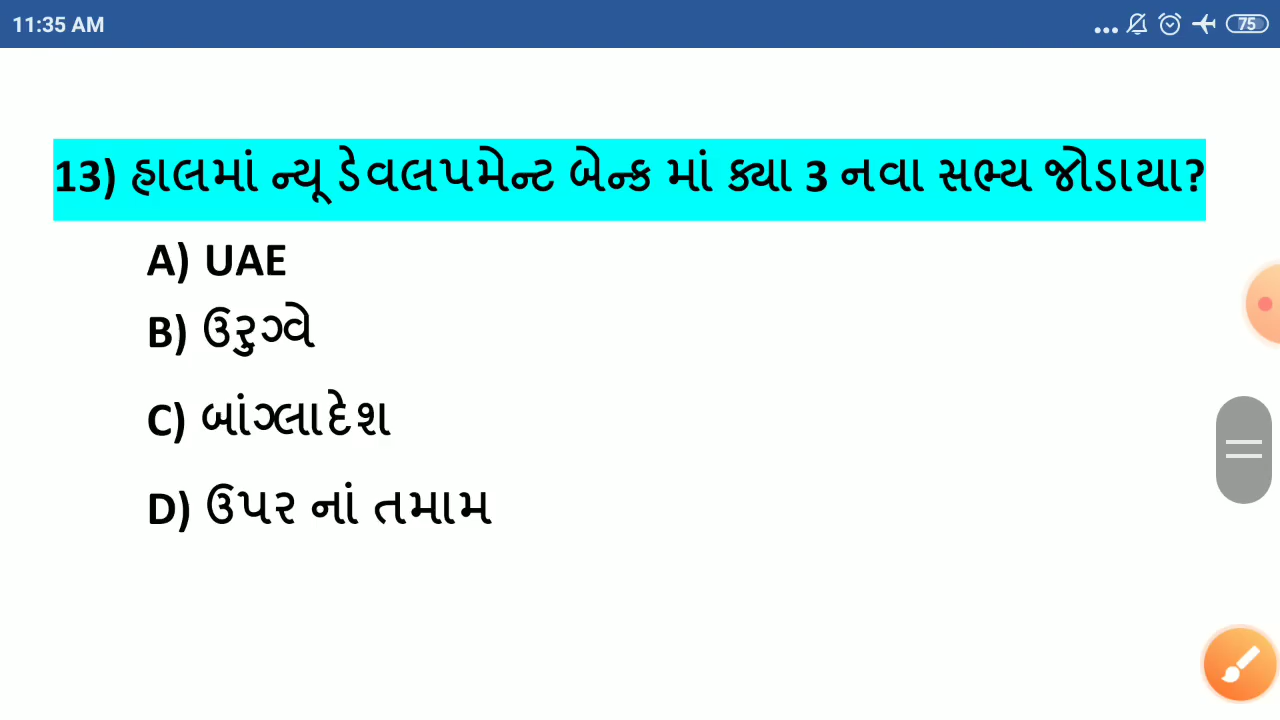 11:35 AM
75
13) હાલમાં ન્યૂ ડેવલપમેન્ટ બેન્ક માં ક્યા 3 નવા સભ્ય જોડાયા?
A) UAE
B) ઉરુગ્વે
C) બાંગ્લાદેશ
D) ઉપર નાં તમામ